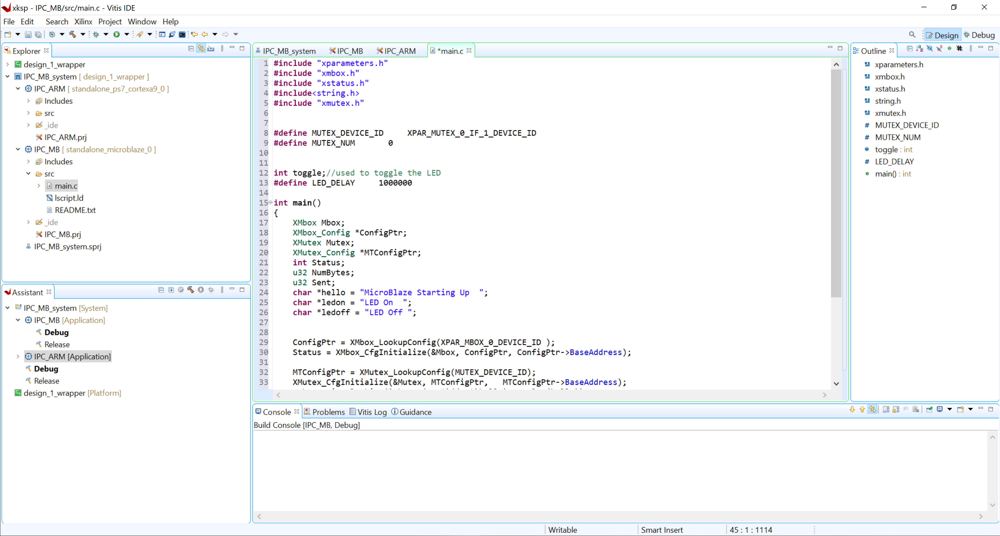 xksp - IPC_MB/src/main.c - Vitis IDE
File Edit Search Xilinx Project Window Help
Design Debug
Explorer
design_1_wrapper
IPC_MB_system [ design_1_wrapper ]
IPC_ARM [ standalone_ps7_cortexa9_0 ]
Includes
src
_ide
IPC_ARM.prj
IPC_MB [ standalone_microblaze_0 ]
Includes
src
main.c
lscript.ld
README.txt
_ide
IPC_MB.prj
IPC_MB_system.sprj
Assistant
IPC_MB_system [System]
IPC_MB [Application]
Debug
Release
IPC_ARM [Application]
Debug
Release
design_1_wrapper [Platform]
IPC_MB_system IPC_MB IPC_ARM *main.c
1 #include "xparameters.h"
2 #include "xmbox.h"
3 #include "xstatus.h"
4 #include<string.h>
5 #include "xmutex.h"
6
7
8 #define MUTEX_DEVICE_ID     XPAR_MUTEX_0_IF_1_DEVICE_ID
9 #define MUTEX_NUM       0
10
11
12 int toggle;//used to toggle the LED
13 #define LED_DELAY     1000000
14
15 int main()
16 {
17     XMbox Mbox;
18     XMbox_Config *ConfigPtr;
19     XMutex Mutex;
20     XMutex_Config *MTConfigPtr;
21     int Status;
22     u32 NumBytes;
23     u32 Sent;
24     char *hello = "MicroBlaze Starting Up  ";
25     char *ledon = "LED On  ";
26     char *ledoff = "LED Off ";
27
28
29     ConfigPtr = XMbox_LookupConfig(XPAR_MBOX_0_DEVICE_ID );
30     Status = XMbox_CfgInitialize(&Mbox, ConfigPtr, ConfigPtr->BaseAddress);
31
32     MTConfigPtr = XMutex_LookupConfig(MUTEX_DEVICE_ID);
33     XMutex_CfgInitialize(&Mutex, MTConfigPtr,   MTConfigPtr->BaseAddress);
Outline
xparameters.h
xmbox.h
xstatus.h
string.h
xmutex.h
MUTEX_DEVICE_ID
MUTEX_NUM
toggle : int
LED_DELAY
main() : int
Console Problems Vitis Log Guidance
Build Console [IPC_MB, Debug]
Writable Smart Insert 45 : 1 : 1114